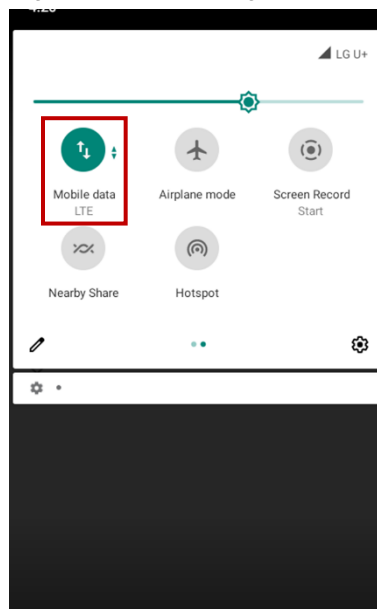 LG U+
Mobile data
LTE
Airplane mode
Screen Record
Start
Nearby Share
Hotspot